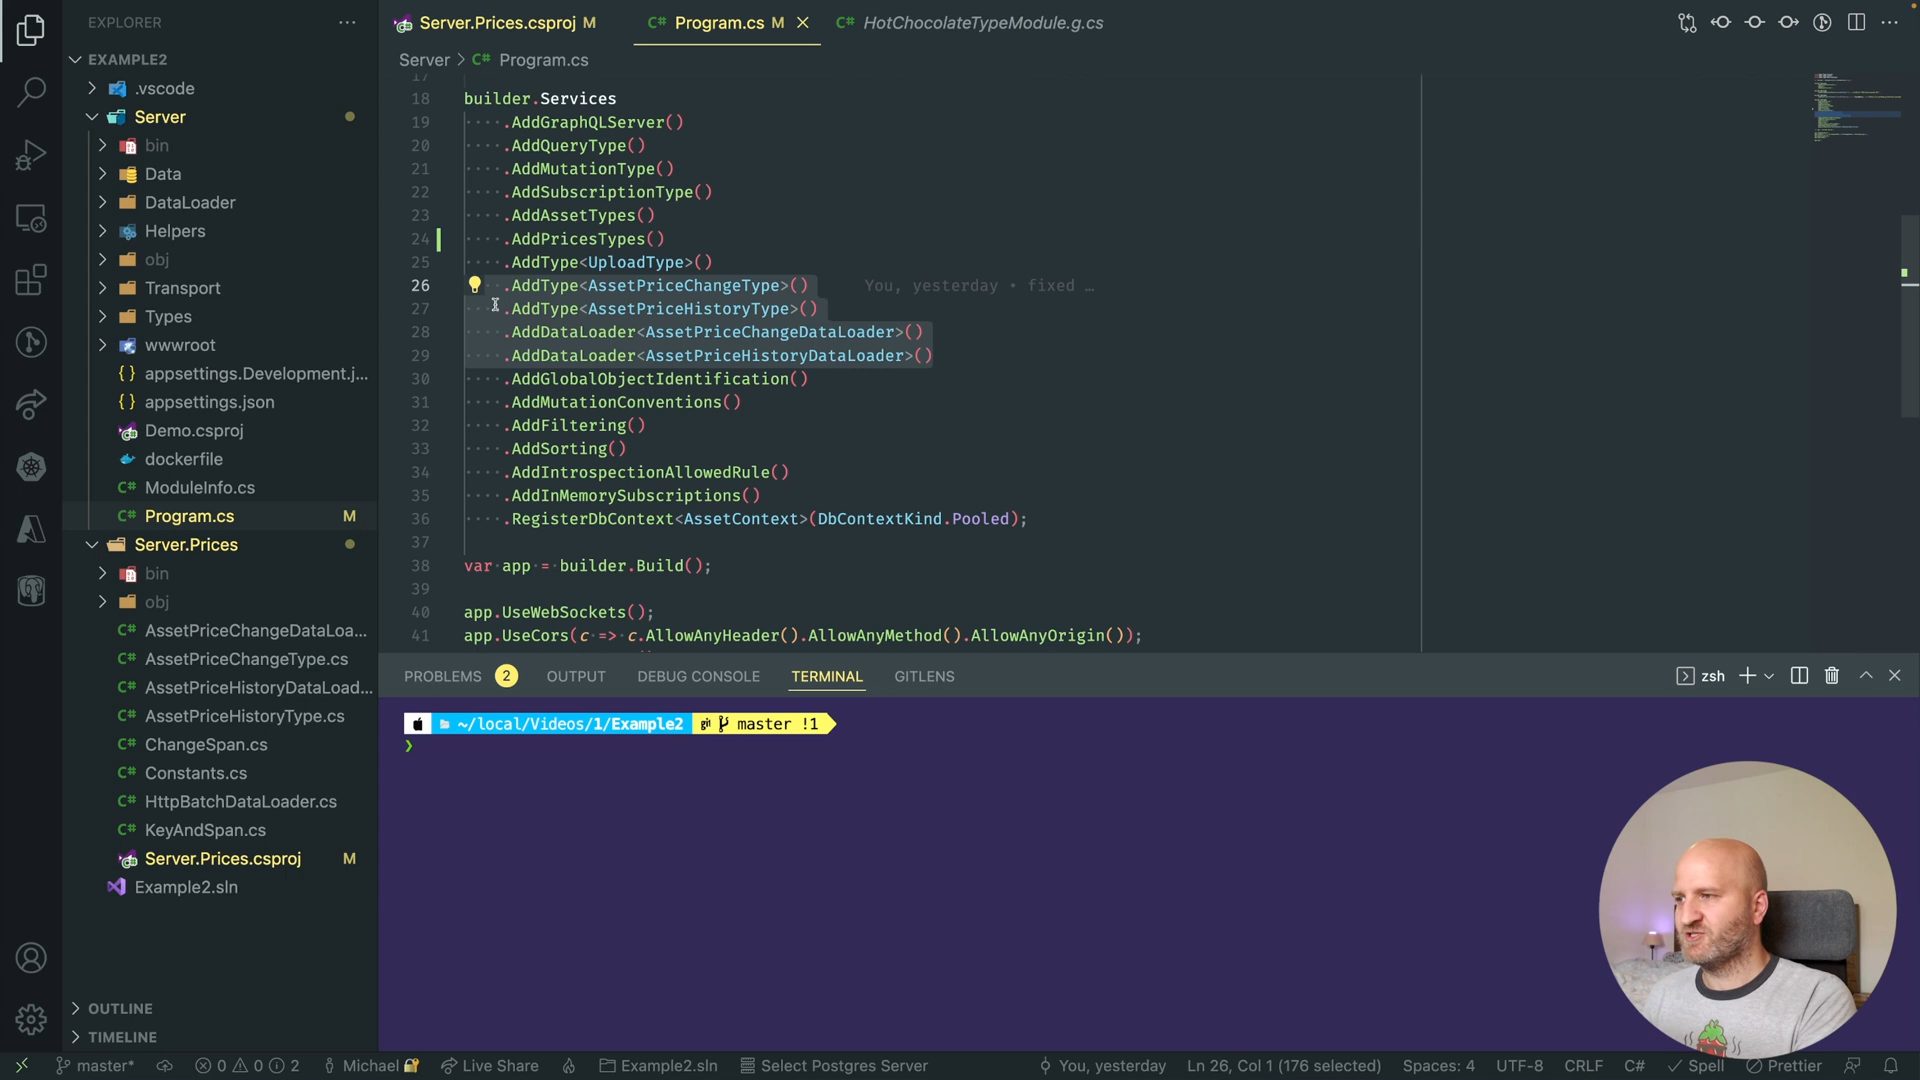 EXPLORER
Server.Prices.csproj M
Program.cs M
HotChocolateTypeModule.g.cs
EXAMPLE2
.vscode
Server
bin
Data
DataLoader
Helpers
obj
Transport
Types
wwwroot
appsettings.Development.j...
appsettings.json
Demo.csproj
dockerfile
ModuleInfo.cs
Program.cs M
Server.Prices
bin
obj
AssetPriceChangeDataLoa...
AssetPriceChangeType.cs
AssetPriceHistoryDataLoad...
AssetPriceHistoryType.cs
ChangeSpan.cs
Constants.cs
HttpBatchDataLoader.cs
KeyAndSpan.cs
Server.Prices.csproj M
Example2.sln
OUTLINE
TIMELINE
Server > Program.cs
17
18 builder.Services
19 .AddGraphQLServer()
20 .AddQueryType()
21 .AddMutationType()
22 .AddSubscriptionType()
23 .AddAssetTypes()
24 .AddPricesTypes()
25 .AddType<UploadType>()
26 .AddType<AssetPriceChangeType>() You, yesterday • fixed …
27 .AddType<AssetPriceHistoryType>()
28 .AddDataLoader<AssetPriceChangeDataLoader>()
29 .AddDataLoader<AssetPriceHistoryDataLoader>()
30 .AddGlobalObjectIdentification()
31 .AddMutationConventions()
32 .AddFiltering()
33 .AddSorting()
34 .AddIntrospectionAllowedRule()
35 .AddInMemorySubscriptions()
36 .RegisterDbContext<AssetContext>(DbContextKind.Pooled);
37
38 var app = builder.Build();
39
40 app.UseWebSockets();
41 app.UseCors(c => c.AllowAnyHeader().AllowAnyMethod().AllowAnyOrigin());
PROBLEMS 2 OUTPUT DEBUG CONSOLE TERMINAL GITLENS zsh
~/local/Videos/1/Example2 git master !1
❯
master* 0 0 2 Michael Live Share Example2.sln Select Postgres Server You, yesterday Ln 26, Col 1 (176 selected) Spaces: 4 UTF-8 CRLF C# Spell Prettier